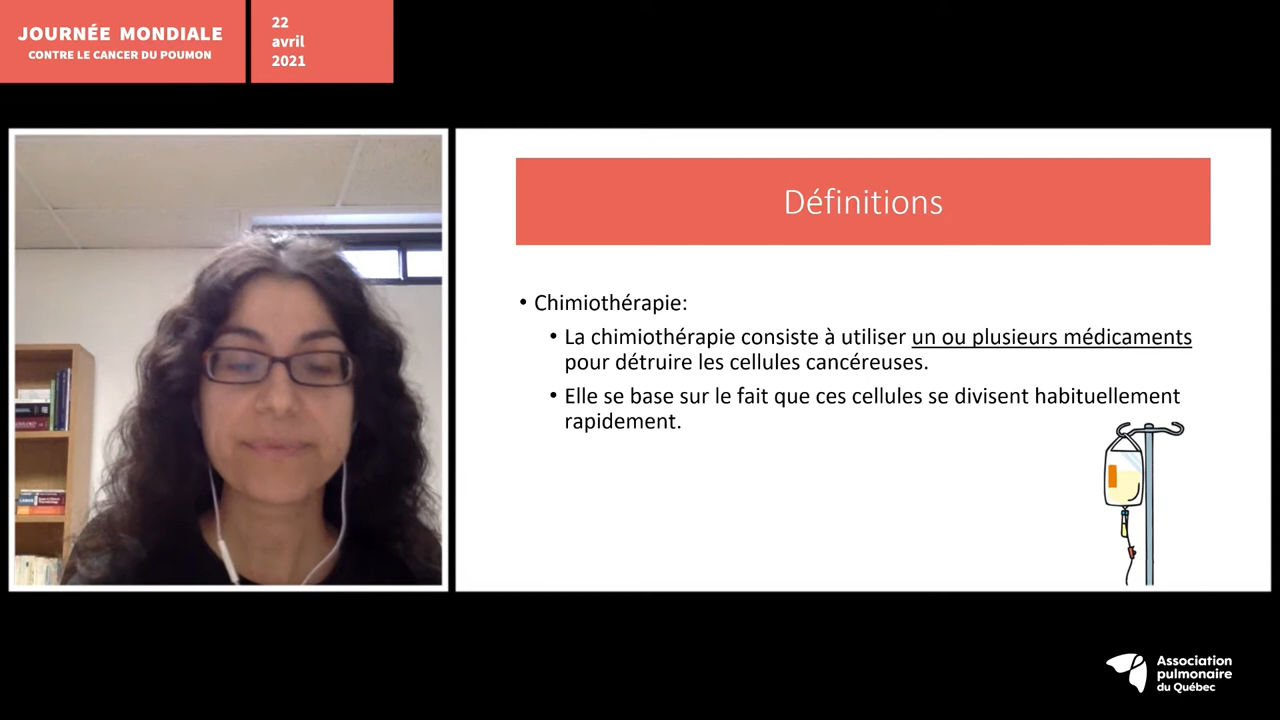 JOURNÉE MONDIALE
CONTRE LE CANCER DU POUMON
22
avril
2021
Définitions
• Chimiothérapie:
• La chimiothérapie consiste à utiliser un ou plusieurs médicaments
pour détruire les cellules cancéreuses.
• Elle se base sur le fait que ces cellules se divisent habituellement
rapidement.
Association
pulmonaire
du Québec